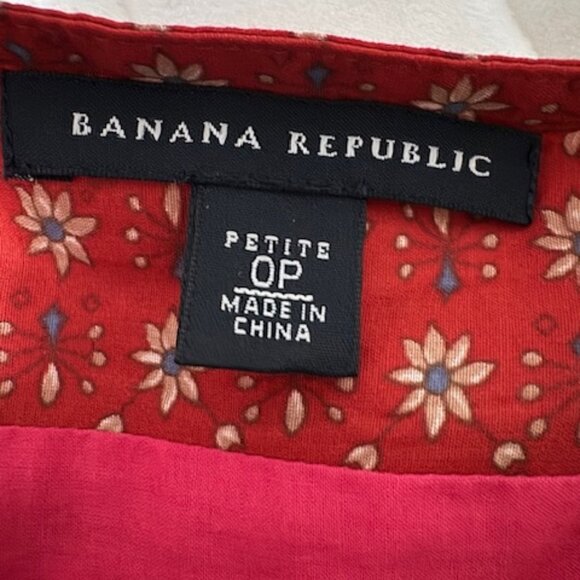 BANANA REPUBLIC
PETITE
0P
MADE IN
CHINA